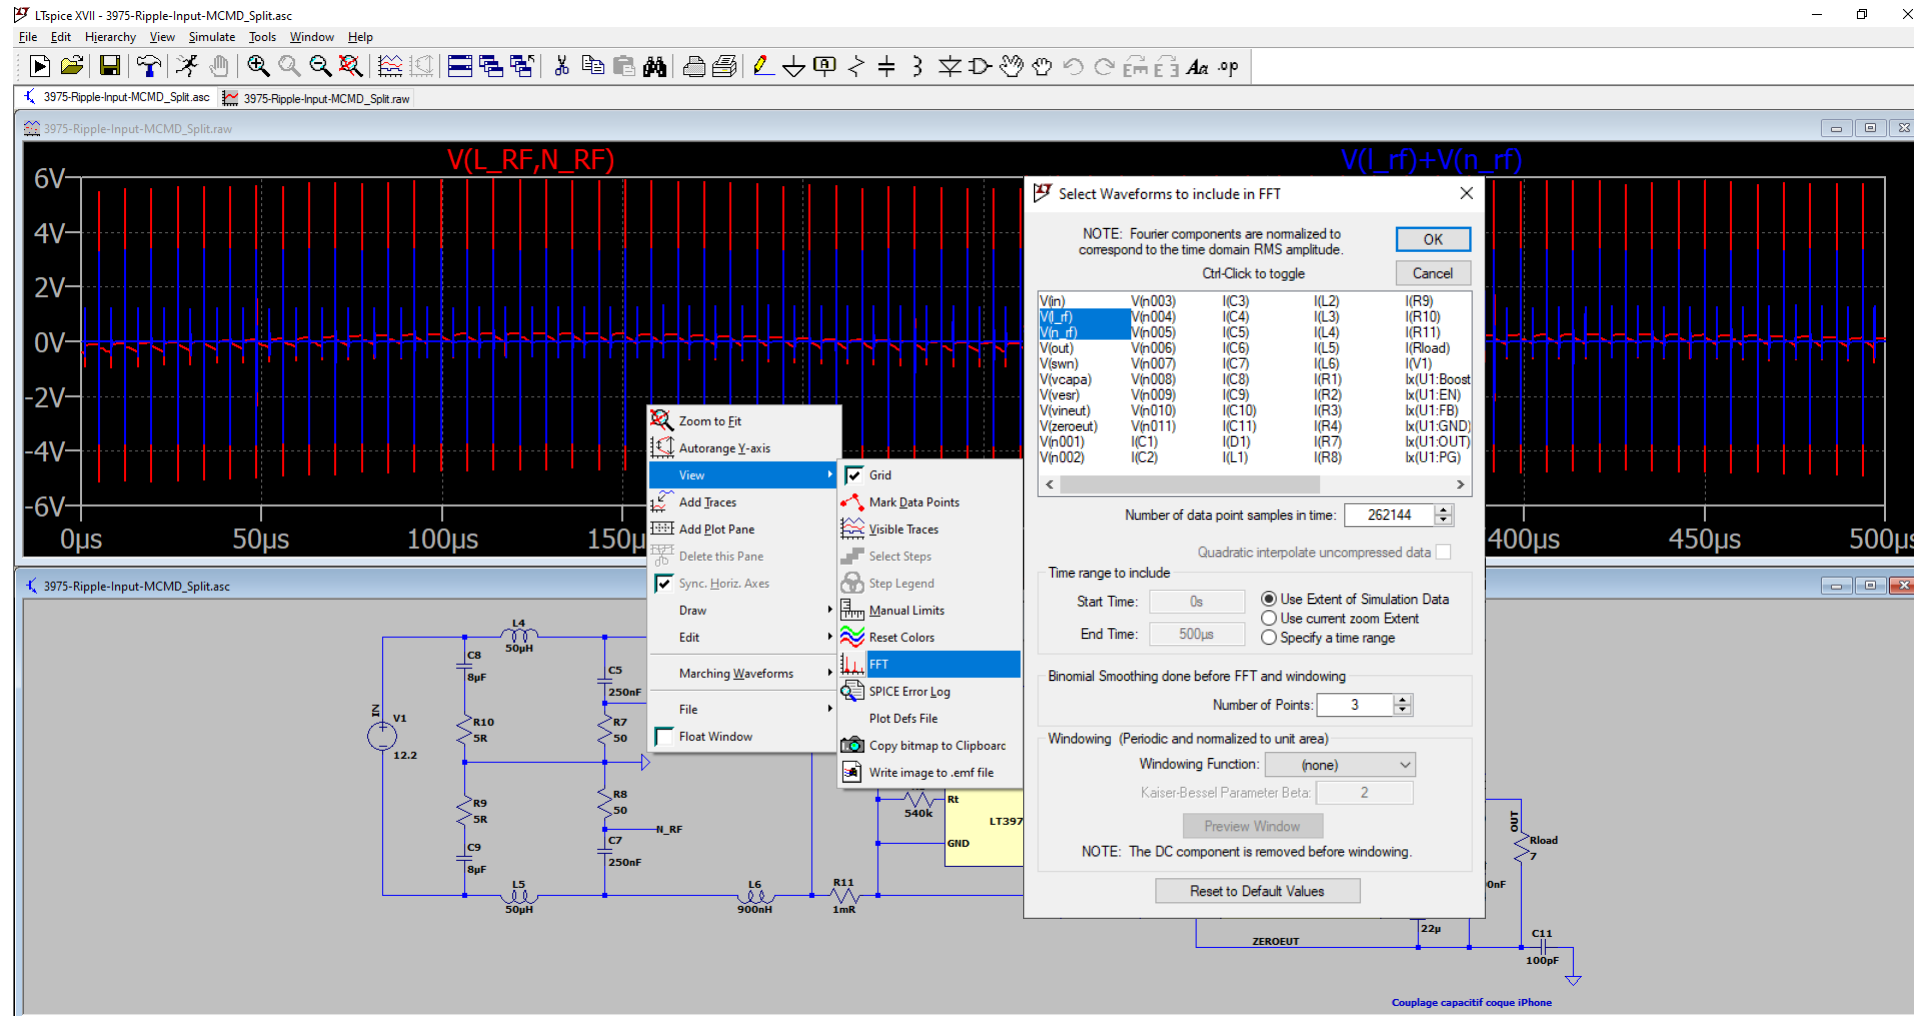 LTspice XVII - 3975-Ripple-Input-MCMD_Split.asc
File Edit Hierarchy View Simulate Tools Window Help
Aa .op
3975-Ripple-Input-MCMD_Split.asc 3975-Ripple-Input-MCMD_Split.raw
3975-Ripple-Input-MCMD_Split.raw
V(L_RF,N_RF) V(l_rf)+V(n_rf)
6V
4V
2V
0V
-2V
-4V
-6V
0µs 50µs 100µs 150µ 400µs 450µs 500µs
Zoom to Fit
Autorange Y-axis
View
Add Traces
Add Plot Pane
Delete this Pane
Sync. Horiz. Axes
Draw
Edit
Marching Waveforms
File
Float Window
Grid
Mark Data Points
Visible Traces
Select Steps
Step Legend
Manual Limits
Reset Colors
FFT
SPICE Error Log
Plot Defs File
Copy bitmap to Clipboarc
Write image to .emf file
Select Waveforms to include in FFT
NOTE: Fourier components are normalized to
correspond to the time domain RMS amplitude.
Ctrl-Click to toggle
OK
Cancel
V(in) V(n003) I(C3) I(L2) I(R9)
V(l_rf) V(n004) I(C4) I(L3) I(R10)
V(n_rf) V(n005) I(C5) I(L4) I(R11)
V(out) V(n006) I(C6) I(L5) I(Rload)
V(swn) V(n007) I(C7) I(L6) I(V1)
V(vcapa) V(n008) I(C8) I(R1) Ix(U1:Boost
V(vesr) V(n009) I(C9) I(R2) Ix(U1:EN)
V(vineut) V(n010) I(C10) I(R3) Ix(U1:FB)
V(zeroeut) V(n011) I(C11) I(R4) Ix(U1:GND)
V(n001) I(C1) I(D1) I(R7) Ix(U1:OUT)
V(n002) I(C2) I(L1) I(R8) Ix(U1:PG)
Number of data point samples in time: 262144
Quadratic interpolate uncompressed data
Time range to include
Start Time: 0s
End Time: 500µs
Use Extent of Simulation Data
Use current zoom Extent
Specify a time range
Binomial Smoothing done before FFT and windowing
Number of Points: 3
Windowing (Periodic and normalized to unit area)
Windowing Function: (none)
Kaiser-Bessel Parameter Beta: 2
Preview Window
NOTE: The DC component is removed before windowing.
Reset to Default Values
3975-Ripple-Input-MCMD_Split.asc
L4
50µH
C8
8µF
C5
250nF
IN
V1
12.2
R10
5R
R7
50
R9
5R
R8
50
N_RF
C9
8µF
C7
250nF
L5
50µH
L6
900nH
R11
1mR
540k
Rt
LT397
GND
OUT
Rload
7
0nF
22µ
ZEROEUT
C11
100pF
Couplage capacitif coque iPhone